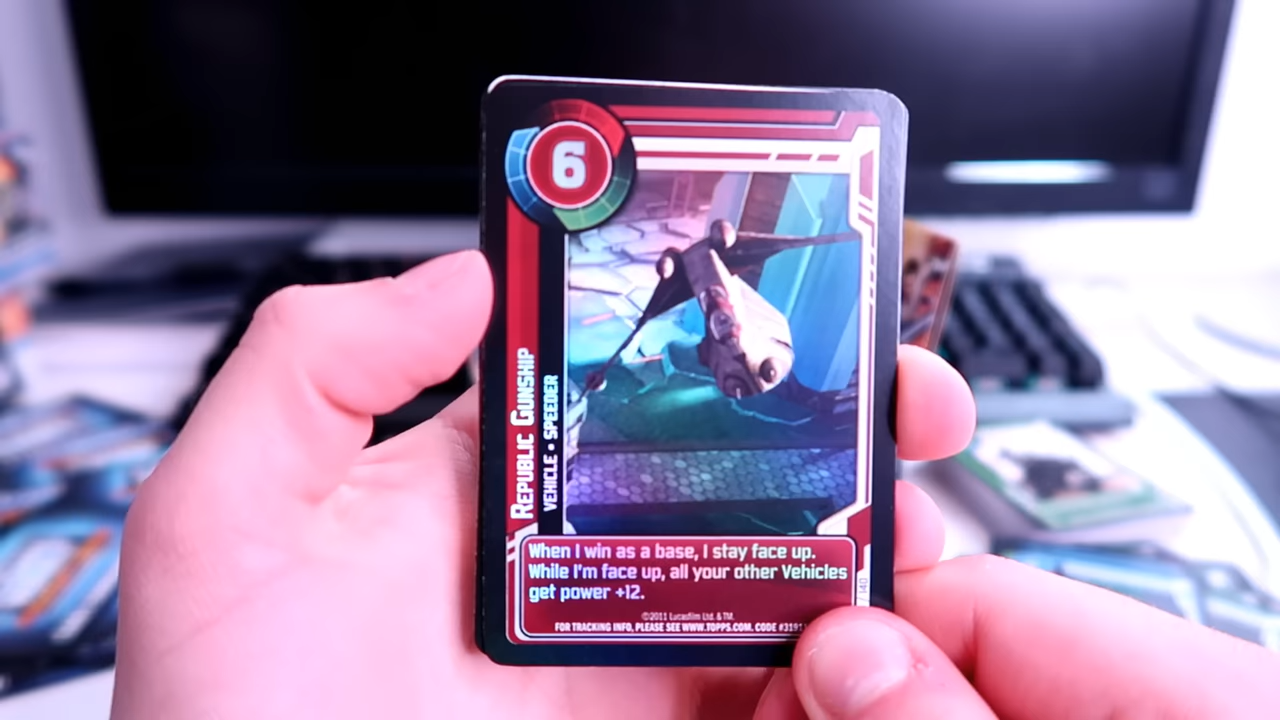 6
REPUBLIC GUNSHIP
VEHICLE • SPEEDER
When I win as a base, I stay face up.
While I'm face up, all your other Vehicles
get power +12.
©2011 Lucasfilm Ltd. & TM.
FOR TRACKING INFO, PLEASE SEE WWW.TOPPS.COM. CODE